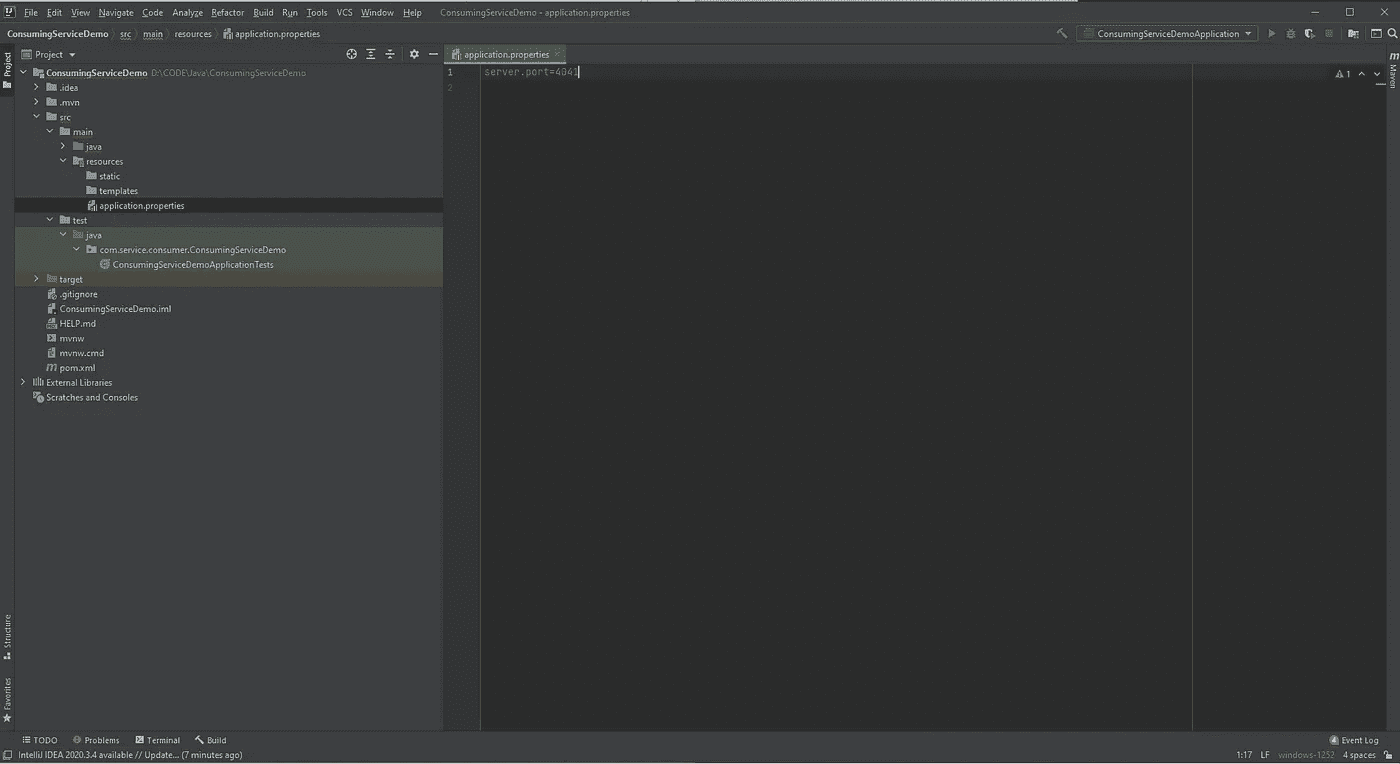 File Edit View Navigate Code Analyze Refactor Build Run Tools VCS Window Help ConsumingServiceDemo - application.properties
ConsumingServiceDemo src main resources application.properties
ConsumingServiceDemoApplication
Project
application.properties
Project
ConsumingServiceDemo D:\CODE\Java\ConsumingServiceDemo
.idea
.mvn
src
main
java
resources
static
templates
application.properties
test
java
com.service.consumer.ConsumingServiceDemo
ConsumingServiceDemoApplicationTests
target
.gitignore
ConsumingServiceDemo.iml
HELP.md
mvnw
mvnw.cmd
pom.xml
External Libraries
Scratches and Consoles
1 server.port=4041
2
1
Maven
Structure
Favorites
TODO Problems Terminal Build
4 Event Log
IntelliJ IDEA 2020.3.4 available // Update... (7 minutes ago)
1:17 LF windows-1252 4 spaces